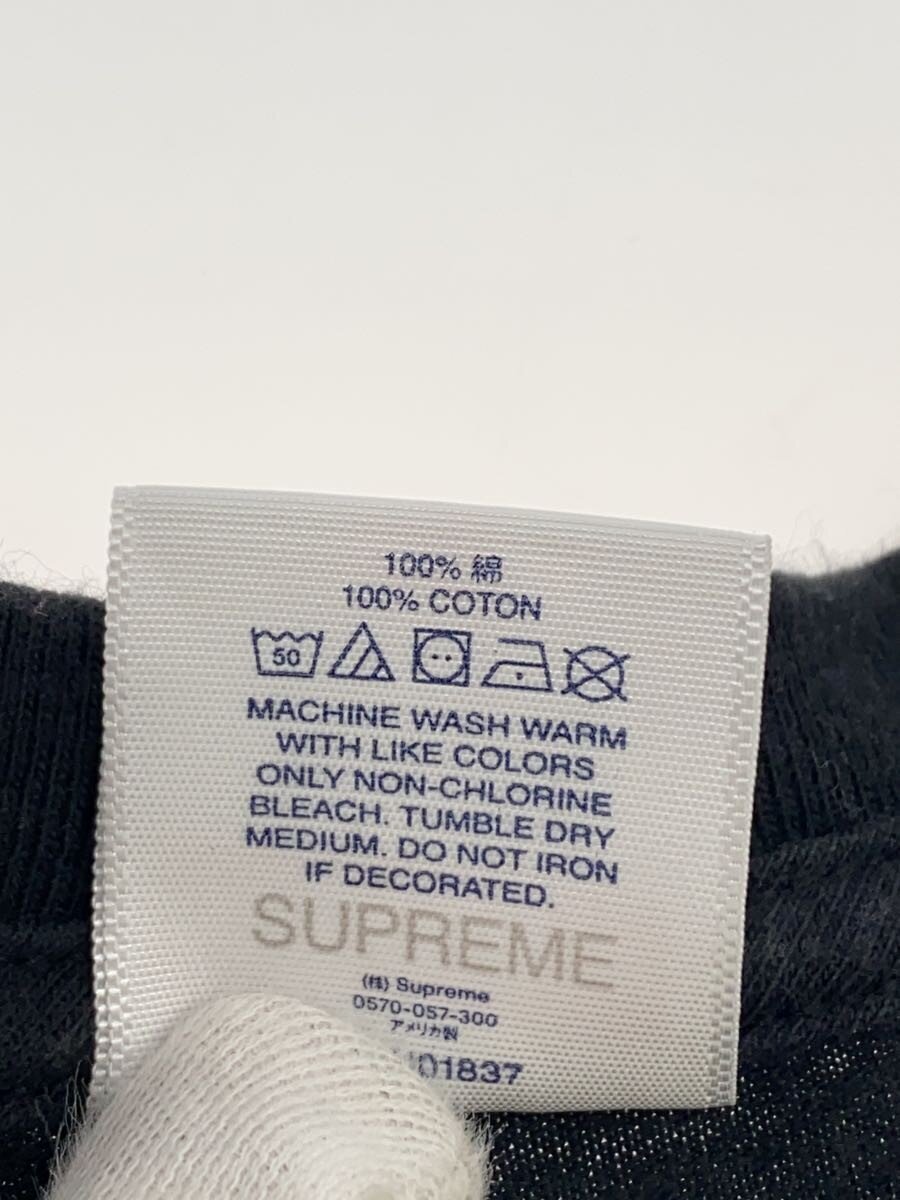 100% 綿
100% COTON
50
MACHINE WASH WARM
WITH LIKE COLORS
ONLY NON-CHLORINE
BLEACH. TUMBLE DRY
MEDIUM. DO NOT IRON
IF DECORATED.
SUPREME
(株) Supreme
0570-057-300
アメリカ製
01837